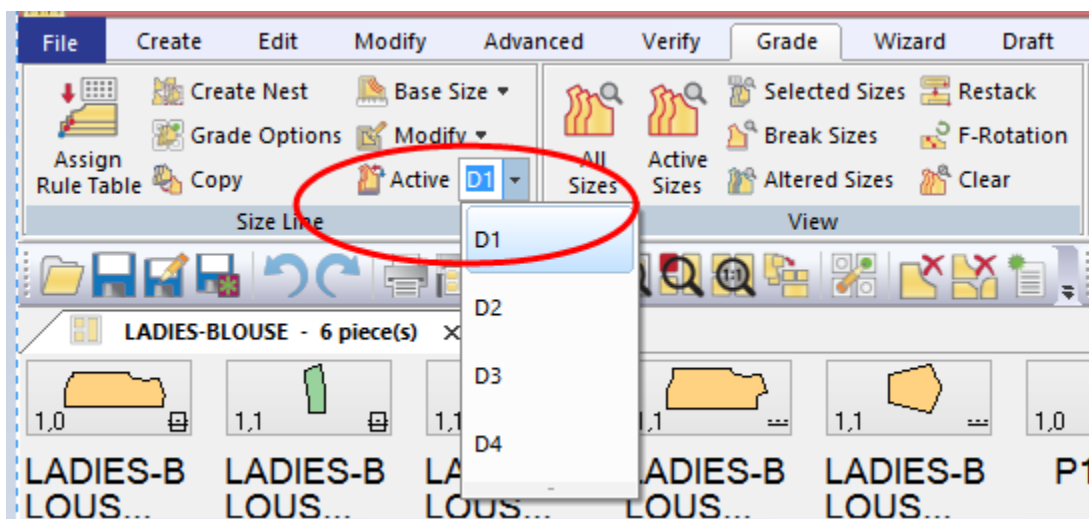 File Create Edit Modify Advanced Verify Grade Wizard Draft
Create Nest Base Size Selected Sizes Restack
Grade Options Modify Break Sizes F-Rotation
Assign
Rule Table
Copy Active D1
All
Sizes
Active
Sizes
Altered Sizes Clear
Size Line View
D1
D2
D3
D4
1:1
LADIES-BLOUSE - 6 piece(s)
1,0 1,1 1,1 1,1 1,0
LADIES-B LADIES-B LADIES-B P1
LOUS... LOUS... LOUS... LOUS... LOUS...